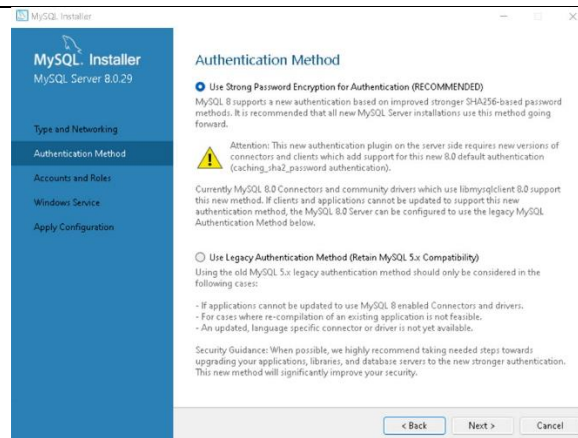 MySQL Installer
MySQL. Installer
MySQL Server 8.0.29
Type and Networking
Authentication Method
Accounts and Roles
Windows Service
Apply Configuration
Authentication Method
Use Strong Password Encryption for Authentication (RECOMMENDED)
MySQL 8 supports a new authentication based on improved stronger SHA256-based password
methods. It is recommended that all new MySQL Server installations use this method going
forward.
Attention: This new authentication plugin on the server side requires new versions of
connectors and clients which add support for this new 8.0 default authentication
(caching_sha2_password authentication).
Currently MySQL 8.0 Connectors and community drivers which use libmysqlclient 8.0 support
this new method. If clients and applications cannot be updated to support this new
authentication method, the MySQL 8.0 Server can be configured to use the legacy MySQL
Authentication Method below.
Use Legacy Authentication Method (Retain MySQL 5.x Compatibility)
Using the old MySQL 5.x legacy authentication method should only be considered in the
following cases:
- If applications cannot be updated to use MySQL 8 enabled Connectors and drivers.
- For cases where re-compilation of an existing application is not feasible.
- An updated, language specific connector or driver is not yet available.
Security Guidance: When possible, we highly recommend taking needed steps towards
upgrading your applications, libraries, and database servers to the new stronger authentication.
This new method will significantly improve your security.
< Back
Next >
Cancel